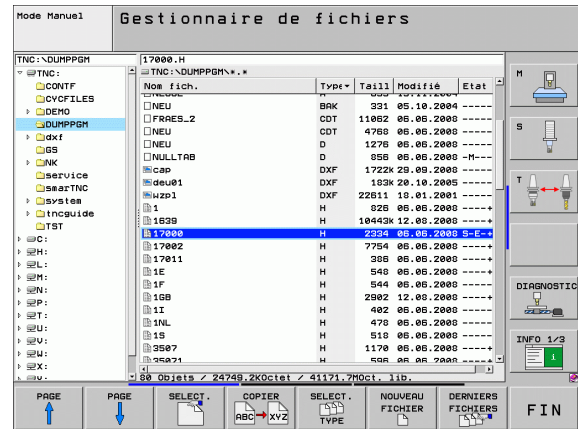 Mode Manuel
Gestionnaire de fichiers
TNC:\DUMPPGM
17000.H
TNC:
CONTF
CYCFILES
DEMO
DUMPPGM
dxf
GS
NK
service
smarTNC
system
tncguide
TST
C:
H:
L:
M:
N:
P:
T:
U:
V:
W:
X:
TNC:\DUMPPGM\*.*
Nom fich. Type Taill Modifié Etat
NEU BAK 331 05.10.2004 -----
FRAES_2 CDT 11062 06.06.2008 -----
NEU CDT 4768 06.06.2008 -----
NEU D 1276 06.06.2008 -----
NULLTAB D 856 06.06.2008 -M---
cap DXF 1722k 29.09.2008 -----
deu01 DXF 183k 20.10.2005 -----
wzpl DXF 22611 18.01.2001 -----
1 H 826 06.06.2008 ----+
1639 H 10443k 12.08.2008 ----+
17000 H 2334 06.06.2008 S-E-+
17002 H 7754 06.06.2008 ----+
17011 H 386 06.06.2008 ----+
1E H 548 06.06.2008 ----+
1F H 544 06.06.2008 ----+
1GB H 2902 12.08.2008 ----+
1I H 402 06.06.2008 ----+
1NL H 478 06.06.2008 ----+
1S H 518 06.06.2008 ----+
3507 H 1170 06.06.2008 ----+
35071 H 596 06.06.2008 ----+
80 Objets / 24749.2KOctet / 41171.7MOct. lib.
M
S
T
DIAGNOSTIC
INFO 1/3
PAGE
PAGE
SELECT.
COPIER
ABC XYZ
SELECT.
TYPE
NOUVEAU
FICHIER
DERNIERS
FICHIERS
FIN